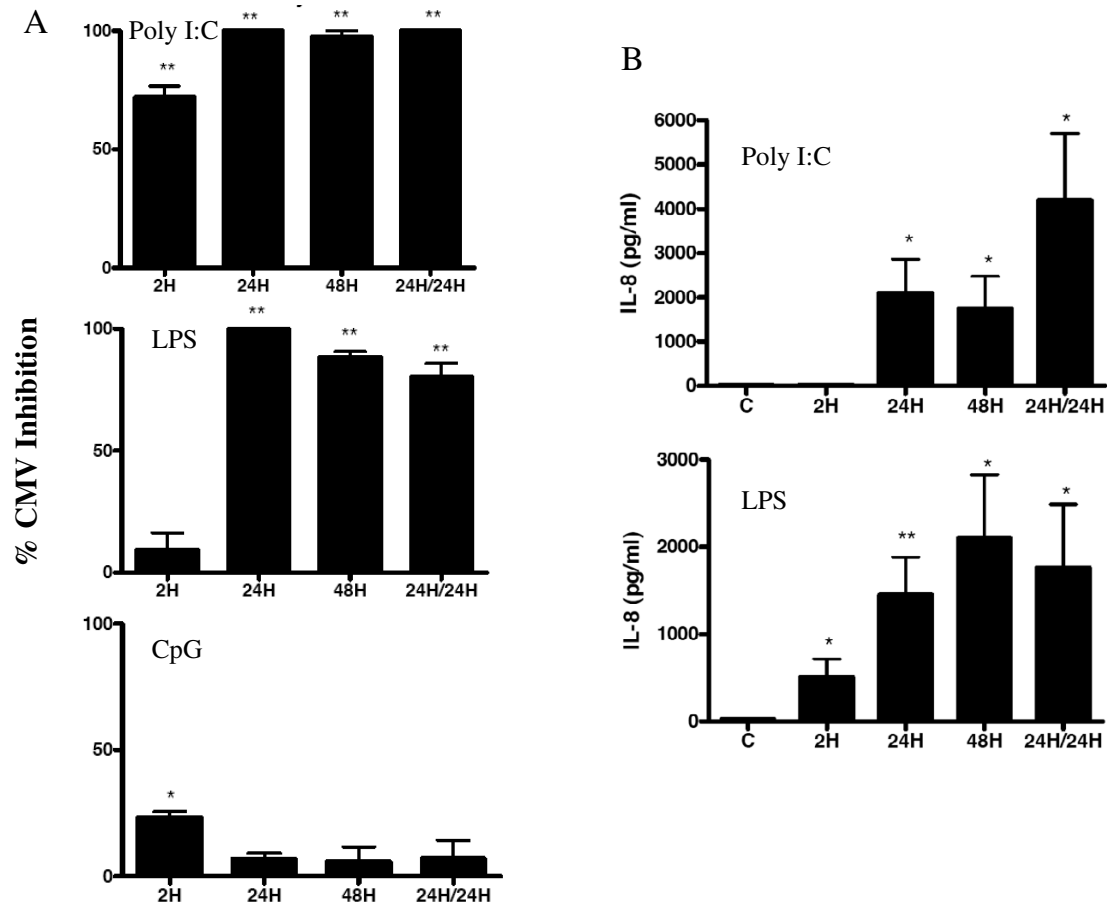 A
Poly I:C
** ** ** **
100
50
0
2H 24H 48H 24H/24H
% CMV Inhibition
LPS
** ** **
100
50
0
2H 24H 48H 24H/24H
CpG
*
100
50
0
2H 24H 48H 24H/24H
B
Poly I:C
* * *
IL-8 (pg/ml)
6000
5000
4000
3000
2000
1000
0
C 2H 24H 48H 24H/24H
LPS
* ** * *
IL-8 (pg/ml)
3000
2000
1000
0
C 2H 24H 48H 24H/24H